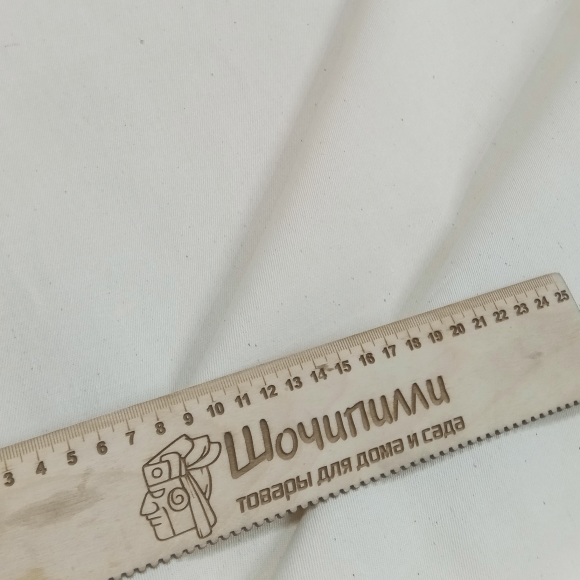 3 4 5 6 7 8 9 10 11 12 13 14 15 16 17 18 19 20 21 22 23 24 25
Шочипилли
товары для дома и сада